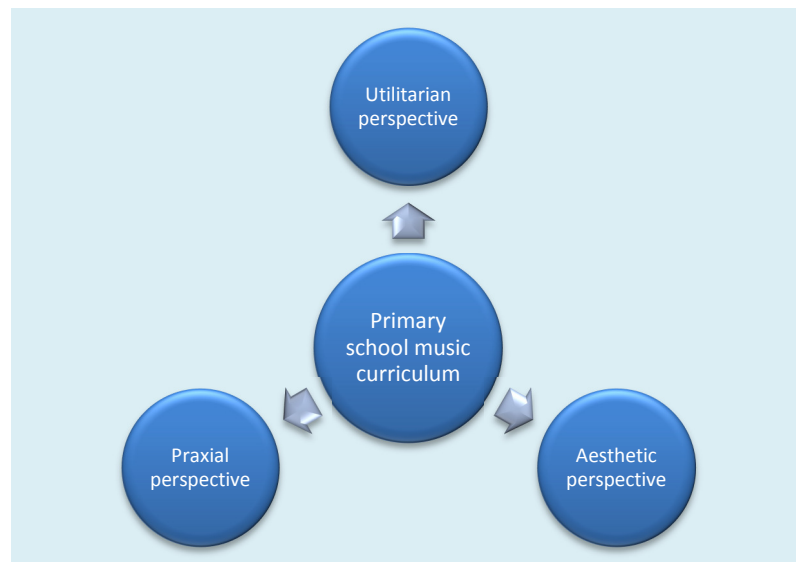 Utilitarian
perspective
Primary
school music
curriculum
Praxial
perspective
Aesthetic
perspective